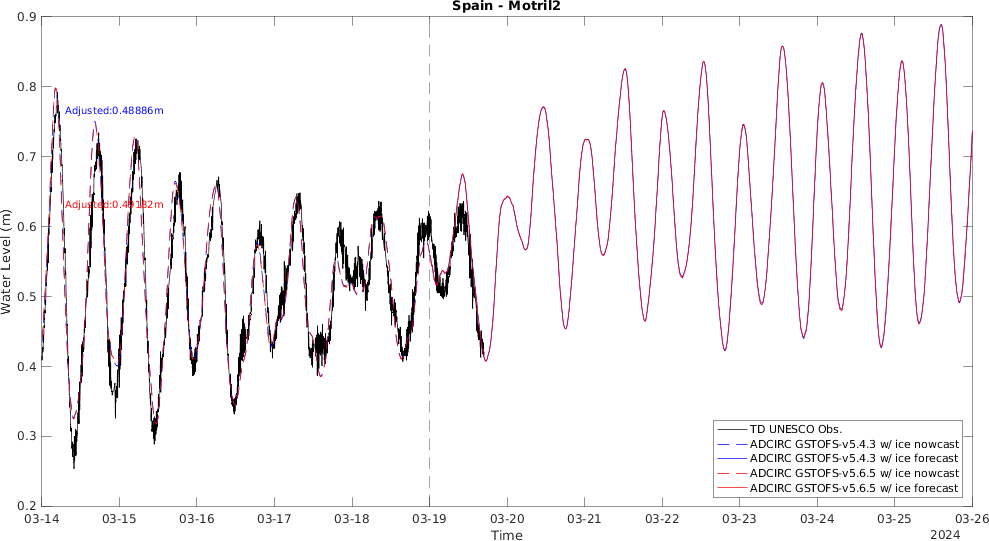 Spain - Motril2
0.9
0.8
0.7
0.6
0.5
0.4
0.3
0.2
Water Level (m)
Adjusted:0.48886m
Adjusted:0.49182m
TD UNESCO Obs.
ADCIRC GSTOFS-v5.4.3 w/ ice nowcast
ADCIRC GSTOFS-v5.4.3 w/ ice forecast
ADCIRC GSTOFS-v5.6.5 w/ ice nowcast
ADCIRC GSTOFS-v5.6.5 w/ ice forecast
03-14 03-15 03-16 03-17 03-18 03-19 03-20 03-21 03-22 03-23 03-24 03-25 03-26
Time
2024